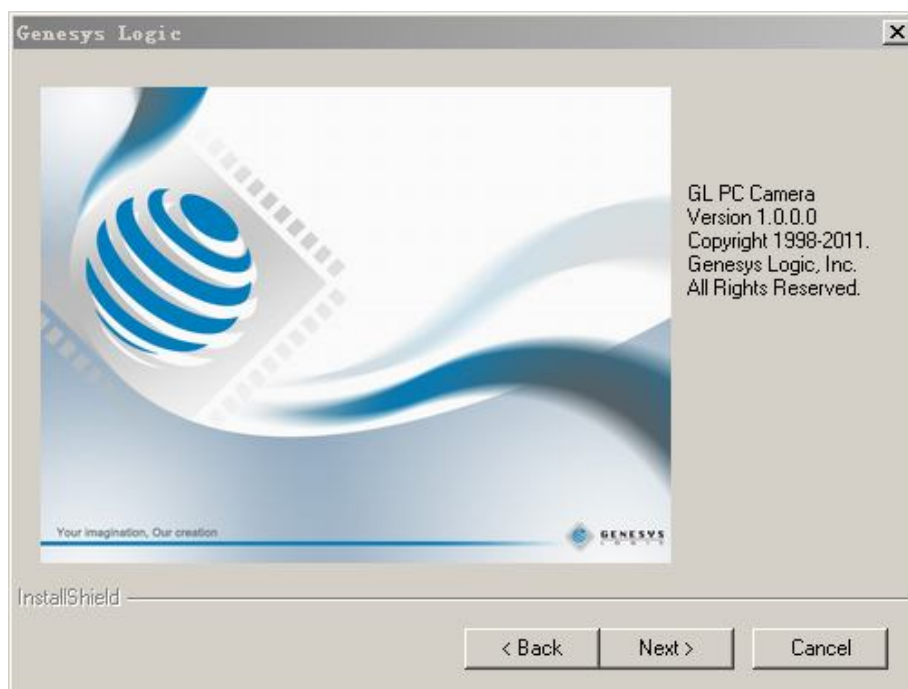 Genesys Logic
GL PC Camera
Version 1.0.0.0
Copyright 1998-2011.
Genesys Logic, Inc.
All Rights Reserved.
Your imagination, Our creation
GENESYS
LOGIC
InstallShield
< Back
Next >
Cancel